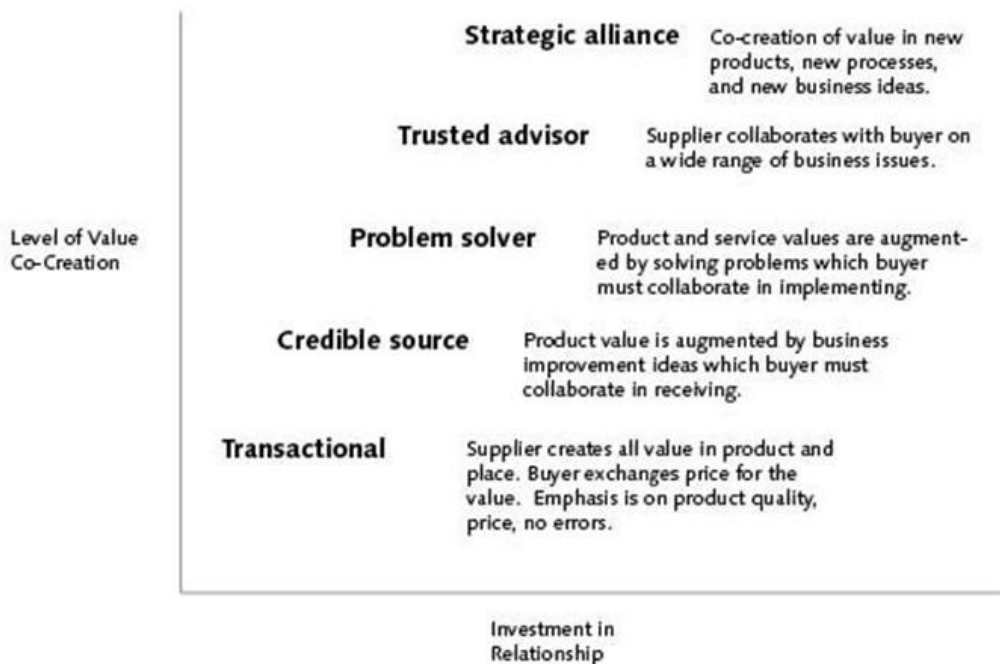 Strategic alliance
Co-creation of value in new
products, new processes,
and new business ideas.
Trusted advisor
Supplier collaborates with buyer on
a wide range of business issues.
Level of Value
Co-Creation
Problem solver
Product and service values are augment-
ed by solving problems which buyer
must collaborate in implementing.
Credible source
Product value is augmented by business
improvement ideas which buyer must
collaborate in receiving.
Transactional
Supplier creates all value in product and
place. Buyer exchanges price for the
value. Emphasis is on product quality,
price, no errors.
Investment in
Relationship